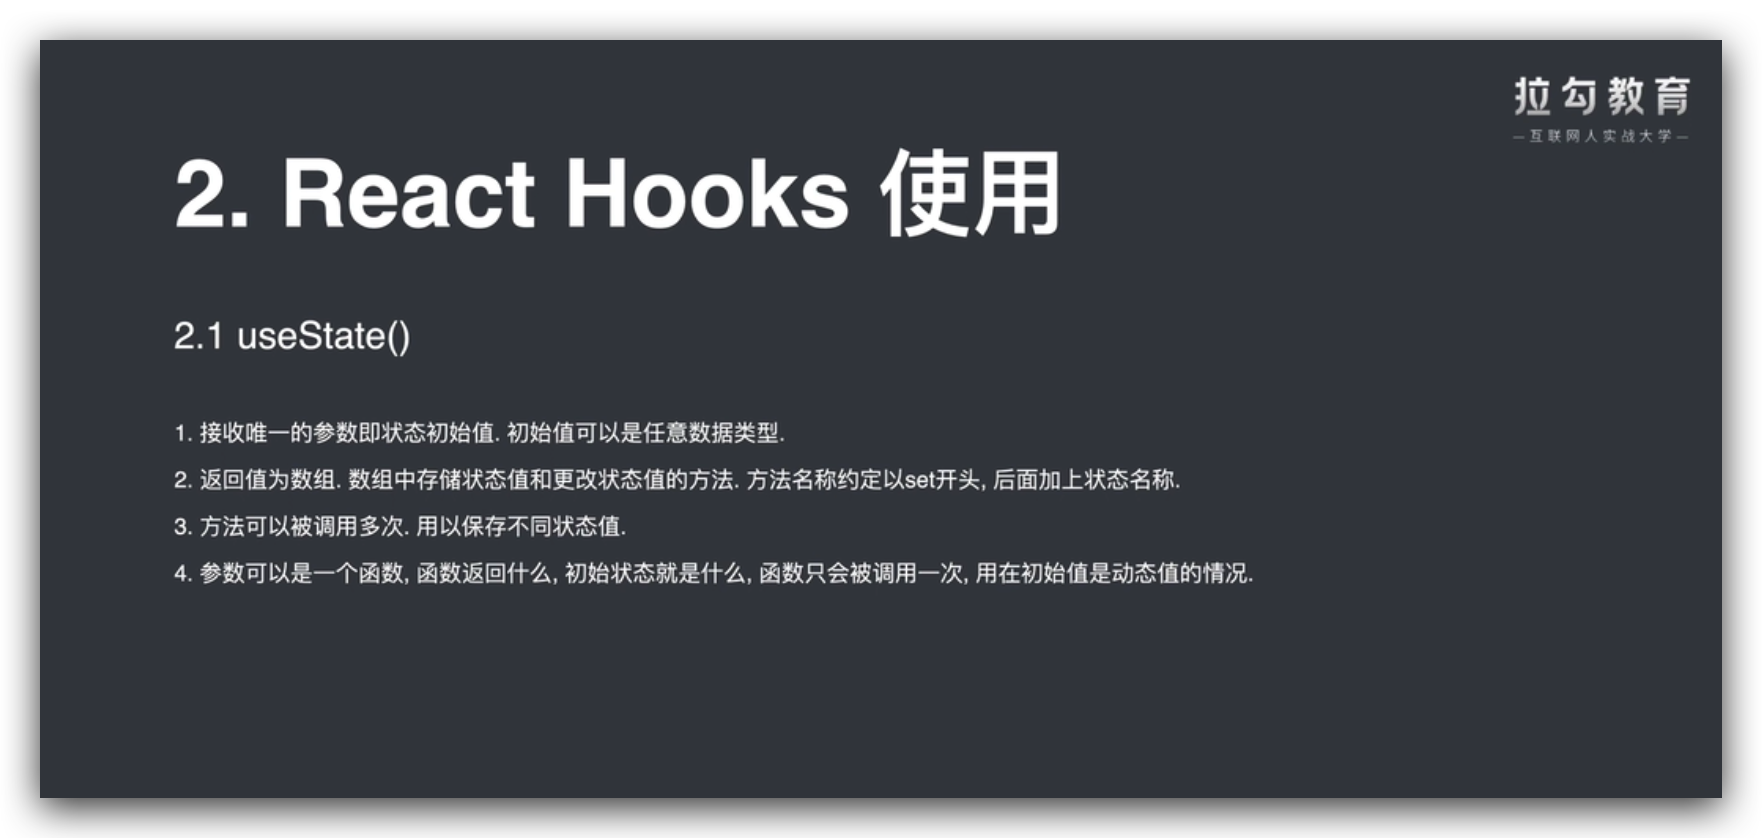 拉勾教育
—互联网人实战大学—
2. React Hooks 使用
2.1 useState()
1. 接收唯一的参数即状态初始值. 初始值可以是任意数据类型.
2. 返回值为数组. 数组中存储状态值和更改状态值的方法. 方法名称约定以set开头, 后面加上状态名称.
3. 方法可以被调用多次. 用以保存不同状态值.
4. 参数可以是一个函数, 函数返回什么, 初始状态就是什么, 函数只会被调用一次, 用在初始值是动态值的情况.